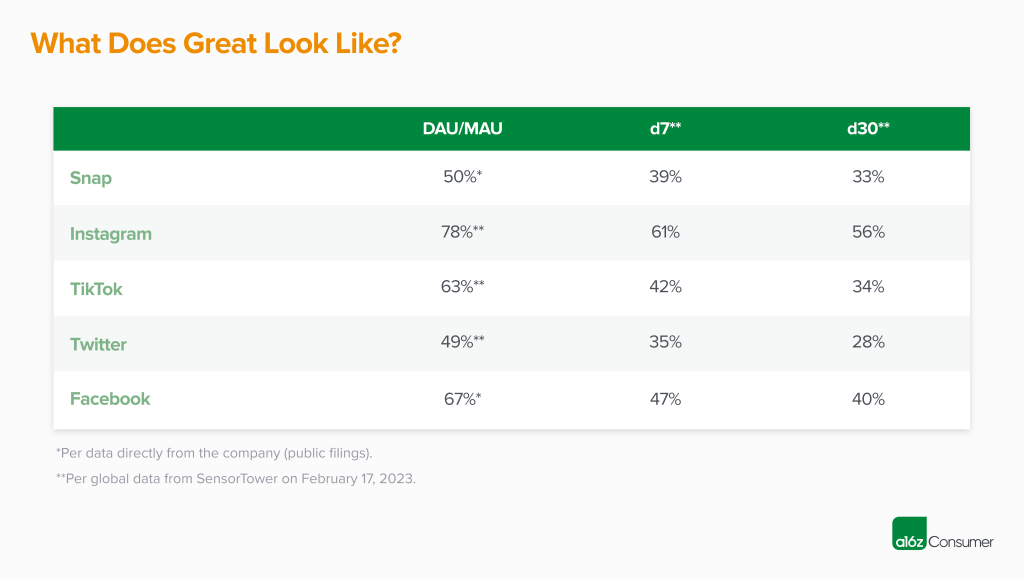 What Does Great Look Like?
DAU/MAU d7** d30**
Snap 50%* 39% 33%
Instagram 78%** 61% 56%
TikTok 63%** 42% 34%
Twitter 49%** 35% 28%
Facebook 67%* 47% 40%
*Per data directly from the company (public filings).
**Per global data from SensorTower on February 17, 2023.
a16z Consumer